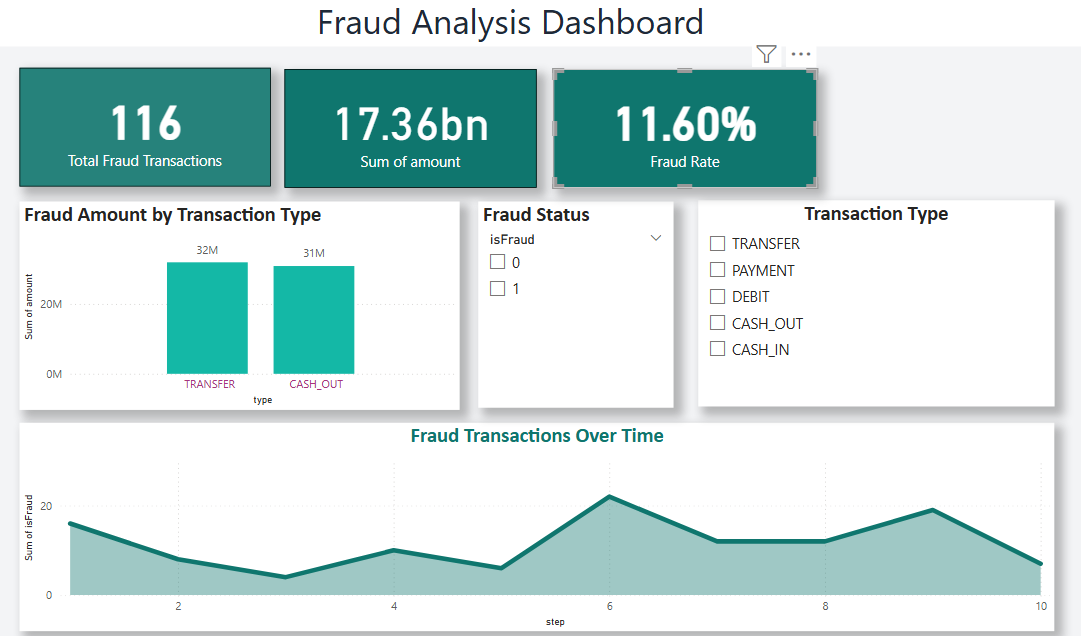 Fraud Analysis Dashboard
116
Total Fraud Transactions
17.36bn
Sum of amount
11.60%
Fraud Rate
Fraud Amount by Transaction Type
Sum of amount
20M
0M
32M
31M
TRANSFER
CASH_OUT
type
Fraud Status
isFraud
0
1
Transaction Type
TRANSFER
PAYMENT
DEBIT
CASH_OUT
CASH_IN
Fraud Transactions Over Time
Sum of isFraud
20
0
2
4
6
8
10
step